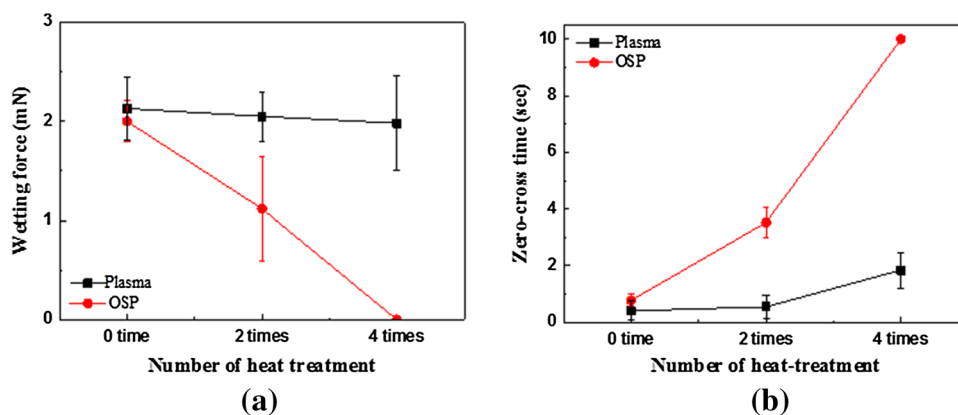 3
2
1
0
Wetting force (mN)
Plasma
OSP
0 time
2 times
4 times
Number of heat treatment
(a)
10
8
6
4
2
0
Zero-cross time (sec)
Plasma
OSP
0 time
2 times
4 times
Number of heat-treatment
(b)